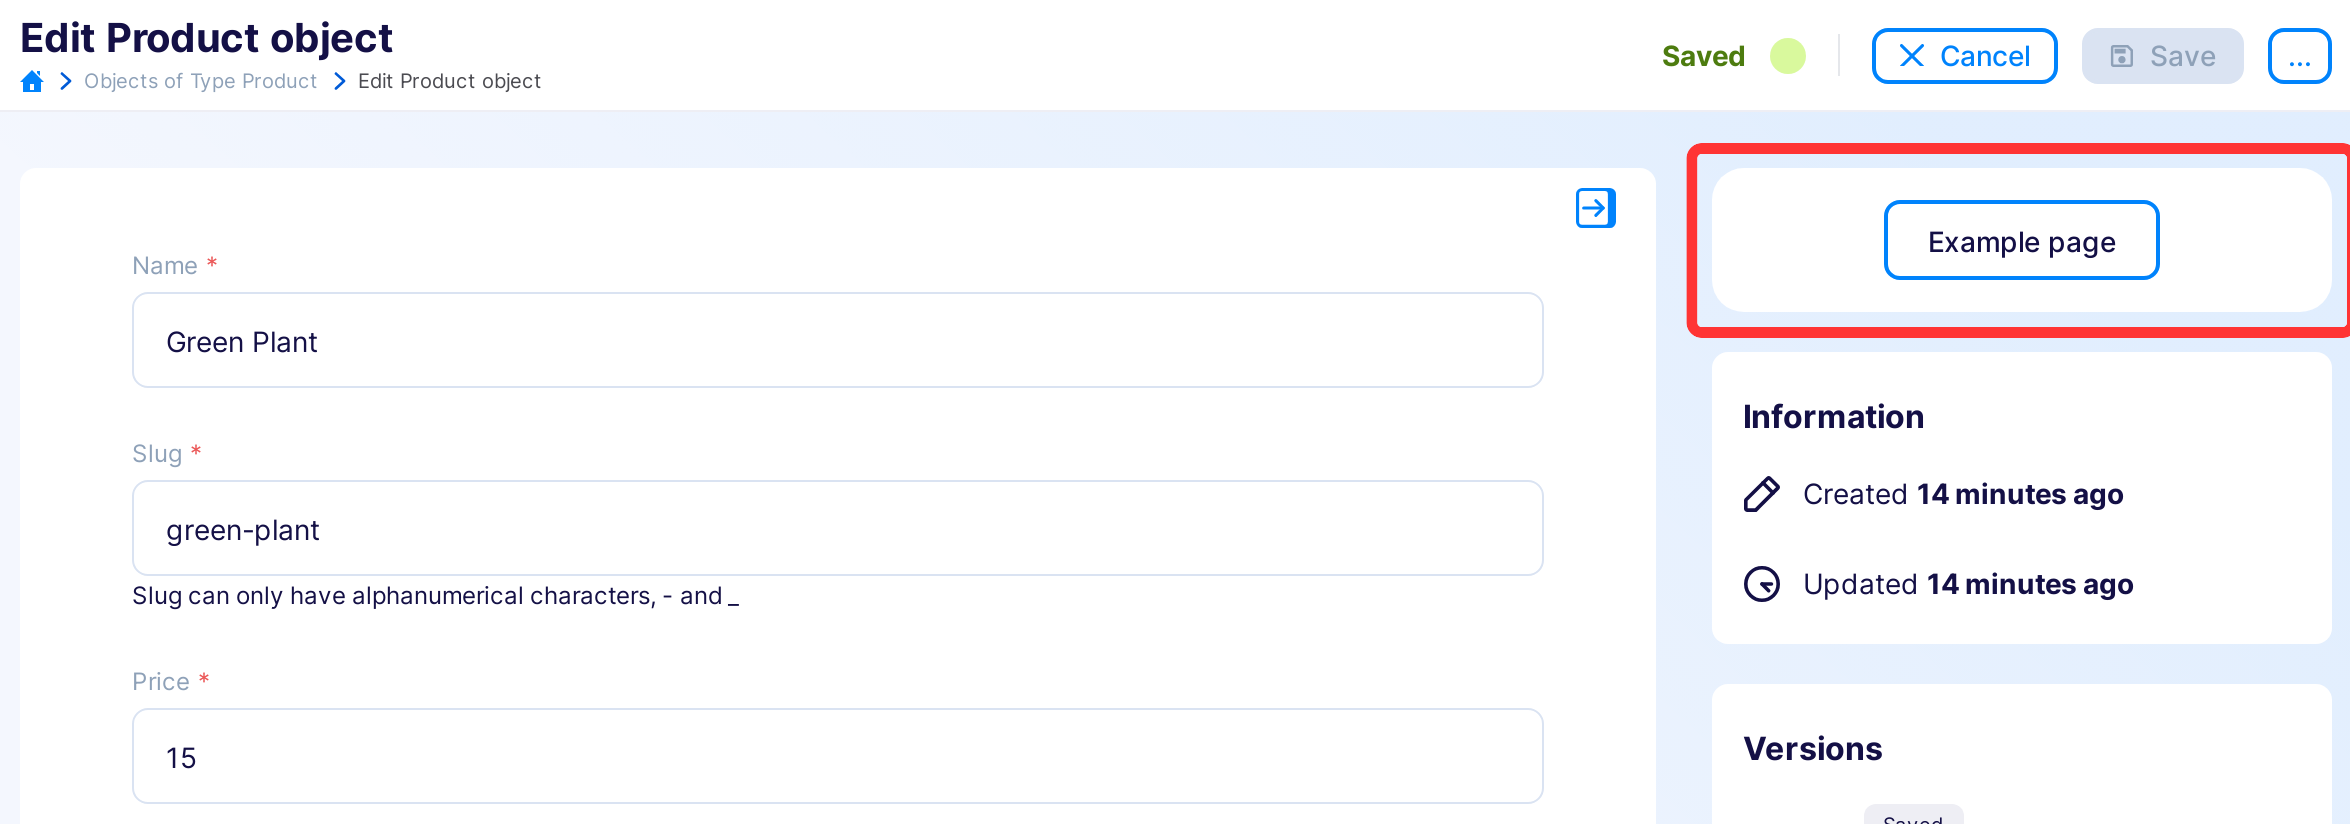 Edit Product object
Objects of Type Product Edit Product object
Saved
Cancel
Save
...
Name *
Green Plant
Slug *
green-plant
Slug can only have alphanumerical characters, - and _
Price *
15
Example page
Information
Created 14 minutes ago
Updated 14 minutes ago
Versions
Saved